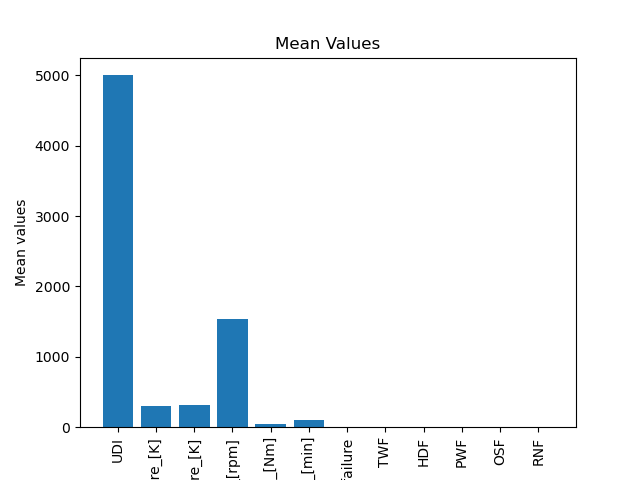 Mean Values
Mean values
5000
4000
3000
2000
1000
0
UDI
re_[K]
re_[K]
[rpm]
_[Nm]
_[min]
ailure
TWF
HDF
PWF
OSF
RNF